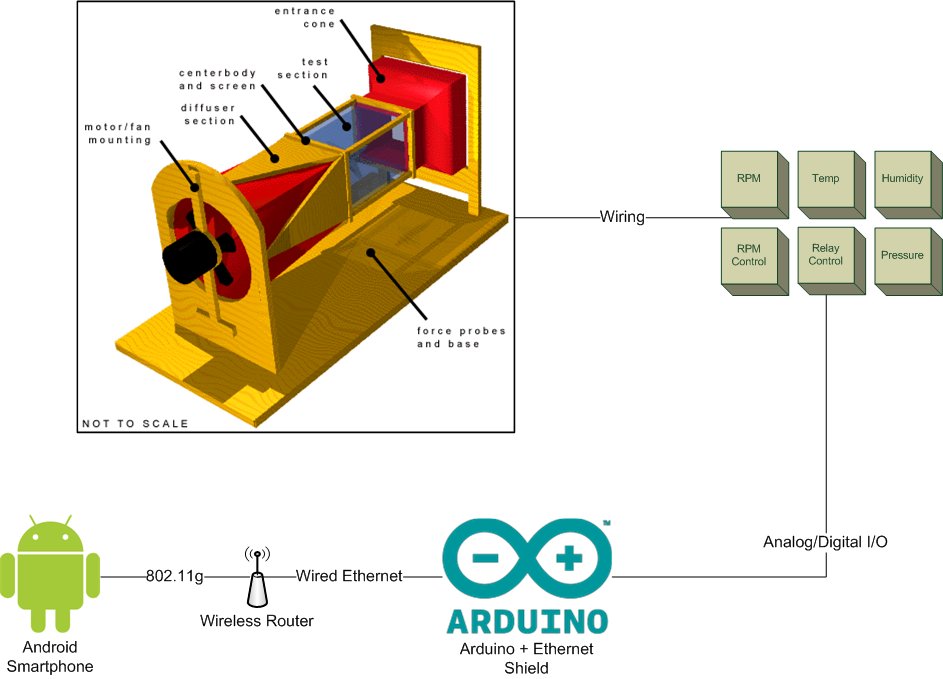 entrance
cone
test
section
centerbody
and screen
diffuser
section
motor/fan
mounting
force probes
and base
NOT TO SCALE
Wiring
RPM
Temp
Humidity
RPM
Control
Relay
Control
Pressure
Analog/Digital I/O
802.11g
Wired Ethernet
Wireless Router
Android
Smartphone
TM
ARDUINO
Arduino + Ethernet
Shield